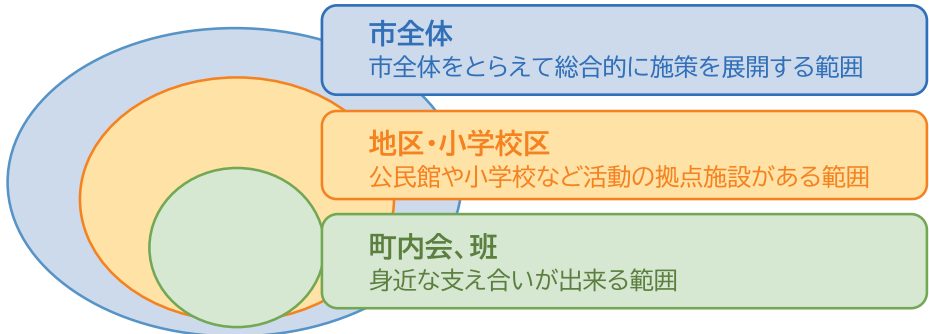 市全体
市全体をとらえて総合的に施策を展開する範囲
地区・小学校区
公民館や小学校など活動の拠点施設がある範囲
町内会、班
身近な支え合いが出来る範囲